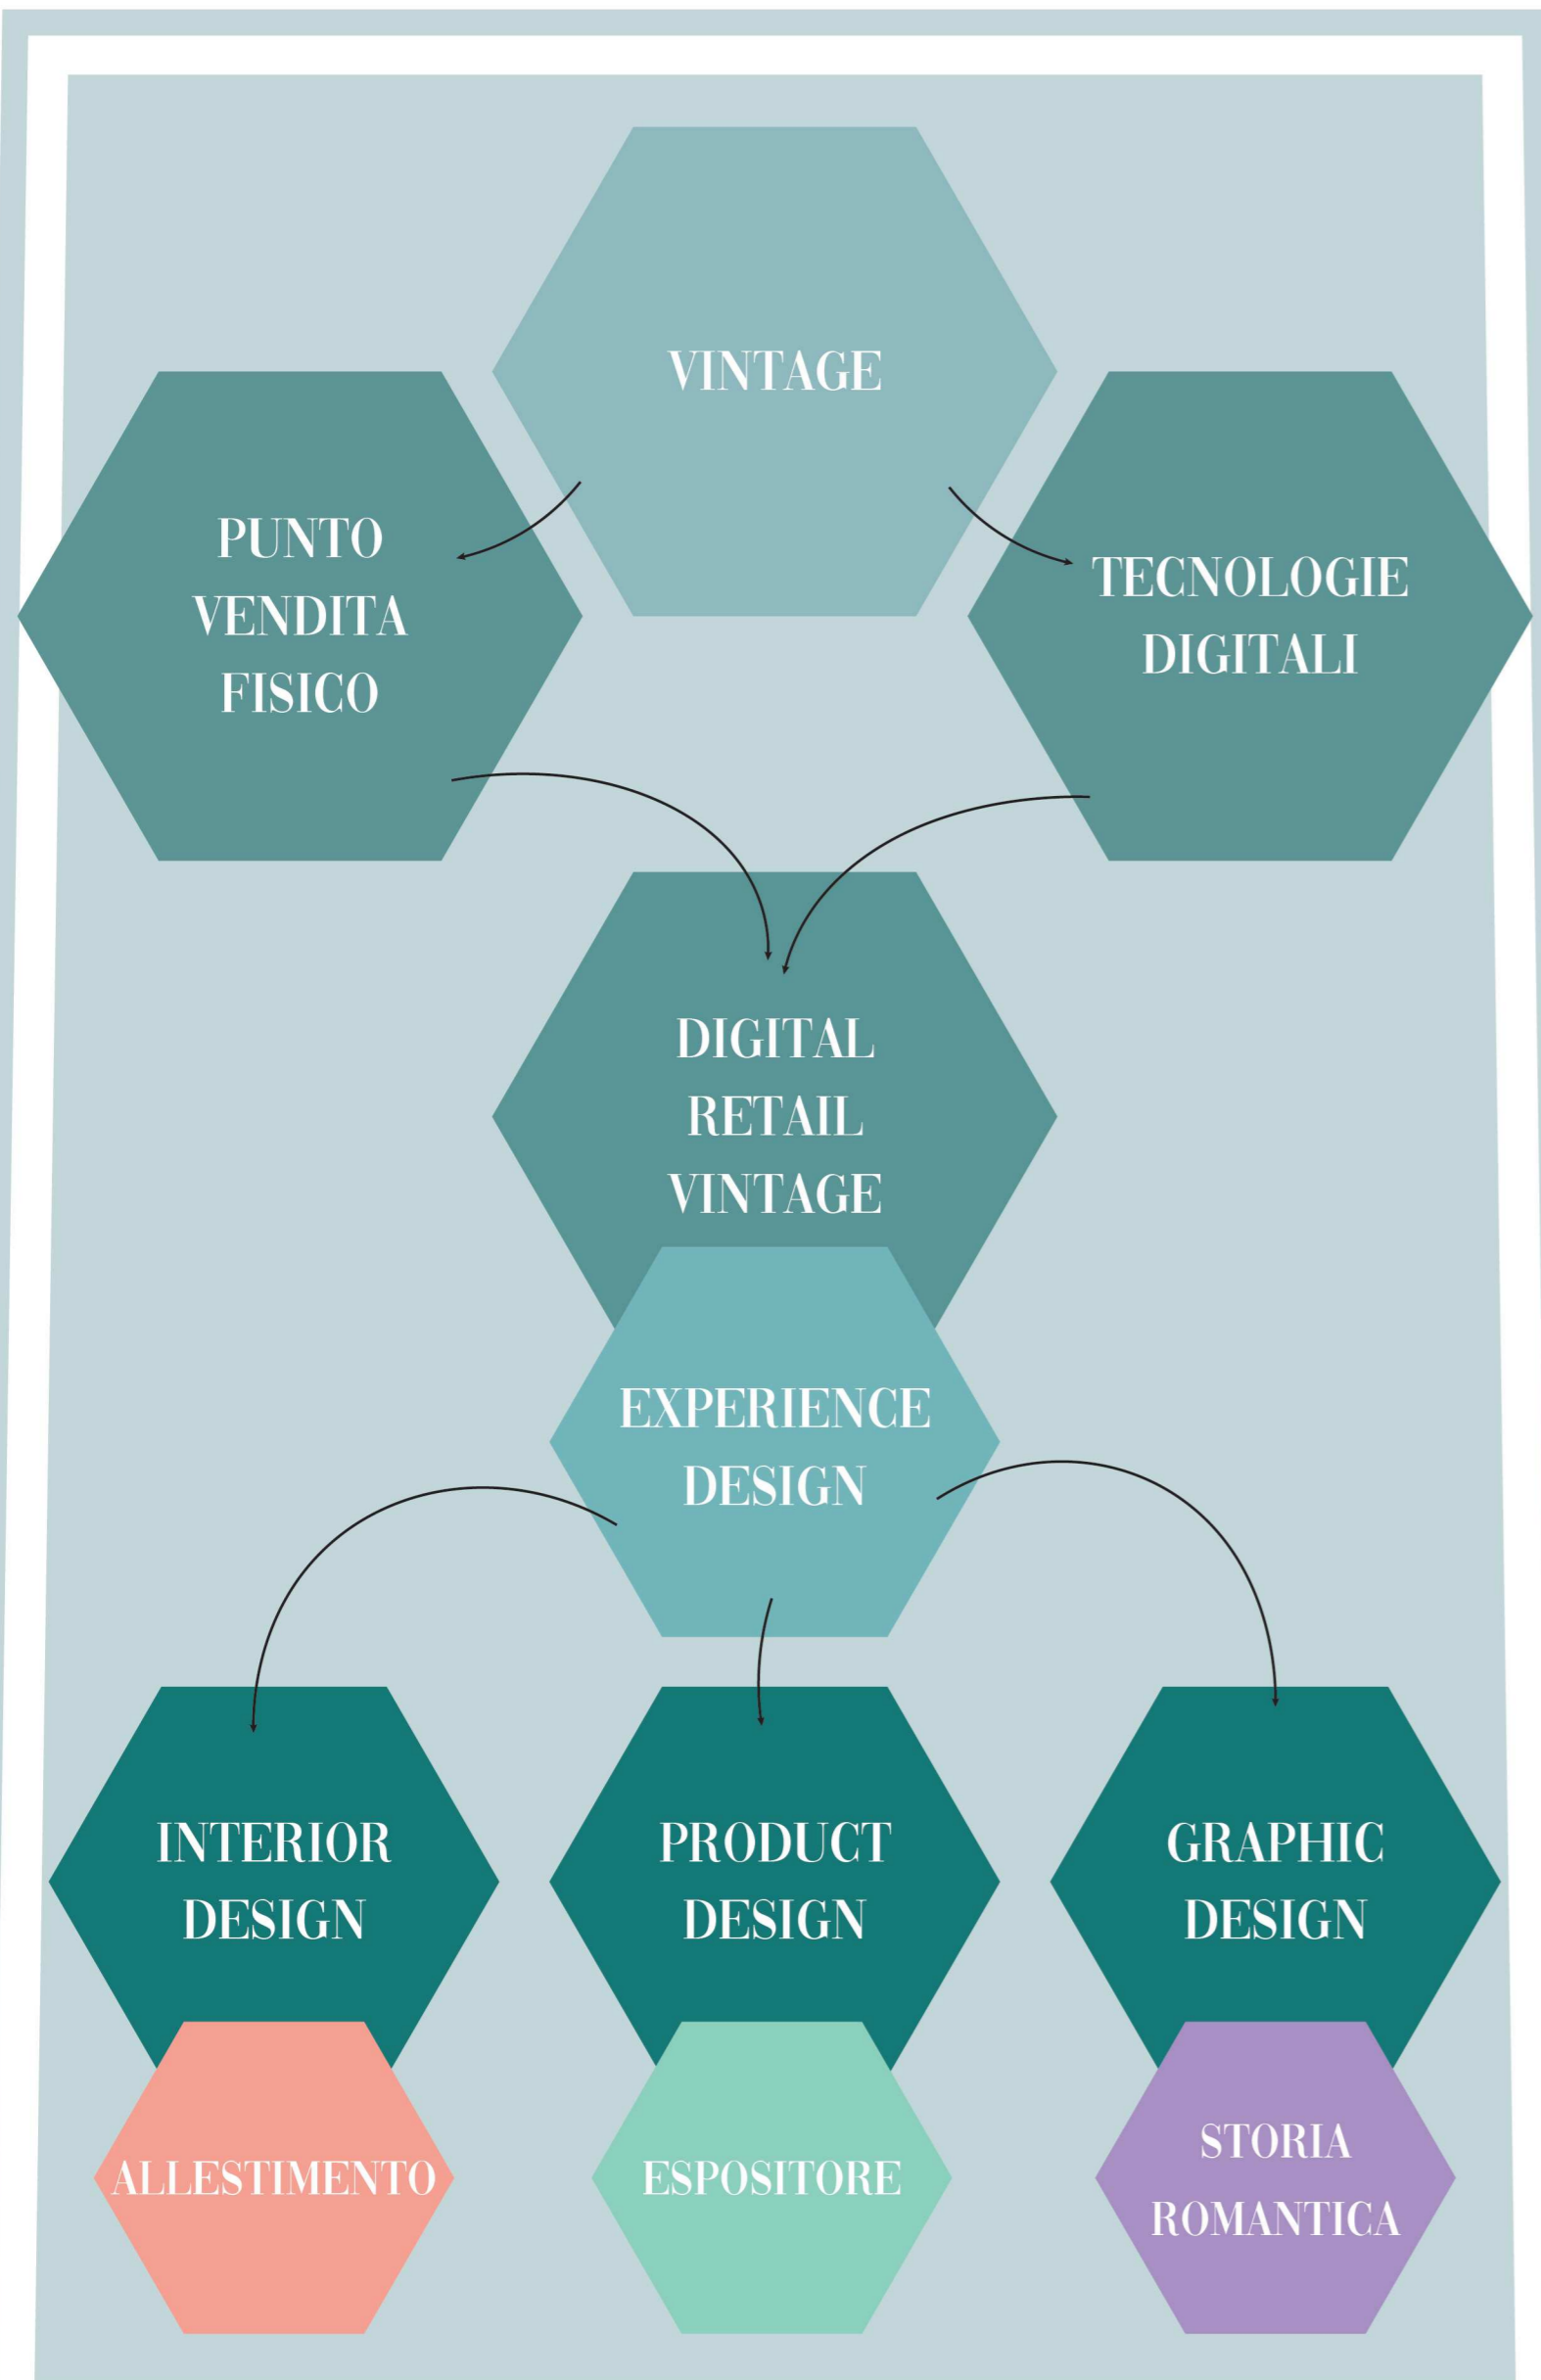 VINTAGE
PUNTO
VENDITA
FISICO
TECNOLOGIE
DIGITALI
DIGITAL
RETAIL
VINTAGE
EXPERIENCE
DESIGN
INTERIOR
DESIGN
PRODUCT
DESIGN
GRAPHIC
DESIGN
ALLESTIMENTO
ESPOSITORE
STORIA
ROMANTICA